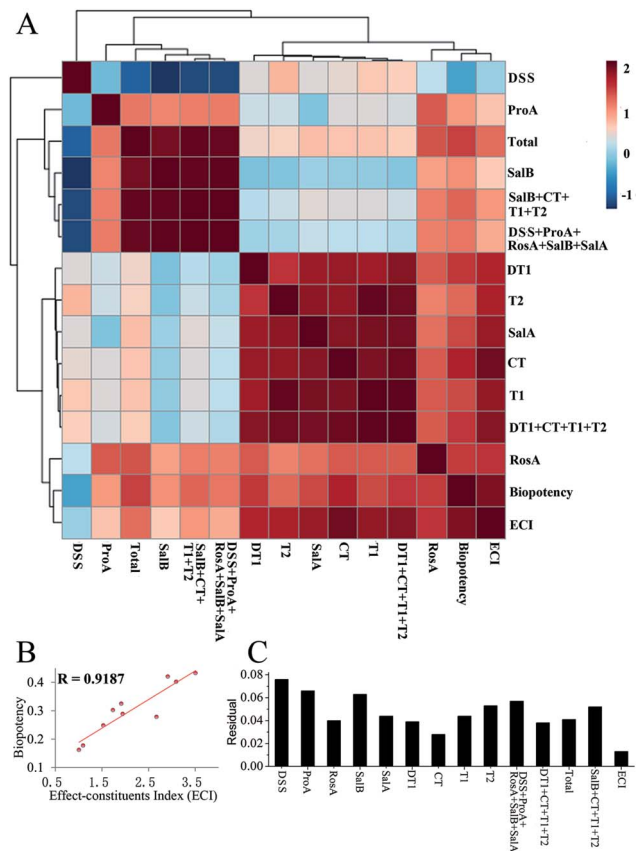 A
2
1
0
-1
DSS
ProA
Total
SalB
SalB+CT+
T1+T2
DSS+ProA+
RosA+SalB+SalA
DT1
T2
SalA
CT
T1
DT1+CT+T1+T2
RosA
Biopotency
ECI
DSS
ProA
Total
SalB
SalB+CT+
T1+T2
DSS+ProA+
RosA+SalB+SalA
DT1
T2
SalA
CT
T1
DT1+CT+T1+T2
RosA
Biopotency
ECI
B
R = 0.9187
Biopotency
0.4
0.3
0.2
0.1
0.5
1.5
2.5
3.5
Effect-constituents Index (ECI)
C
Residual
0.08
0.06
0.04
0.02
0.00
DSS
ProA
RosA
SalB
SalA
DT1
CT
T1
T2
DSS+ProA+
RosA+SalB+SalA
DT1+CT+T1+T2
Total
SalB+CT+T1+T2
ECI